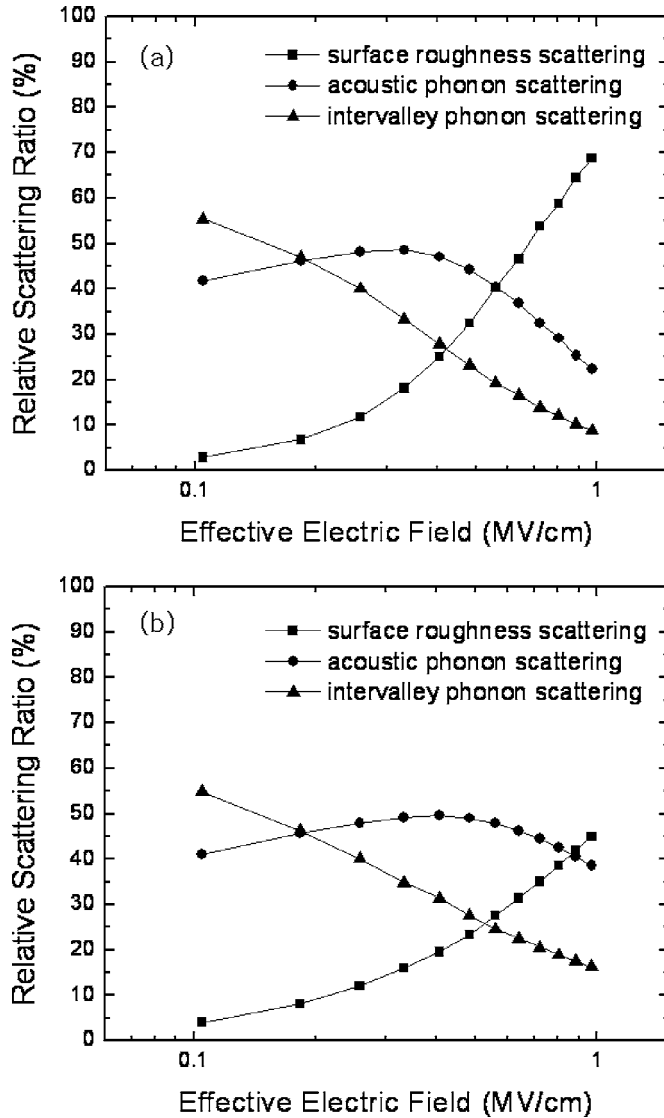 100
90
80
70
60
50
40
30
20
10
0
Relative Scattering Ratio (%)
(a)
surface roughness scattering
acoustic phonon scattering
intervalley phonon scattering
0.1
1
Effective Electric Field (MV/cm)
100
90
80
70
60
50
40
30
20
10
0
Relative Scattering Ratio (%)
(b)
surface roughness scattering
acoustic phonon scattering
intervalley phonon scattering
0.1
1
Effective Electric Field (MV/cm)